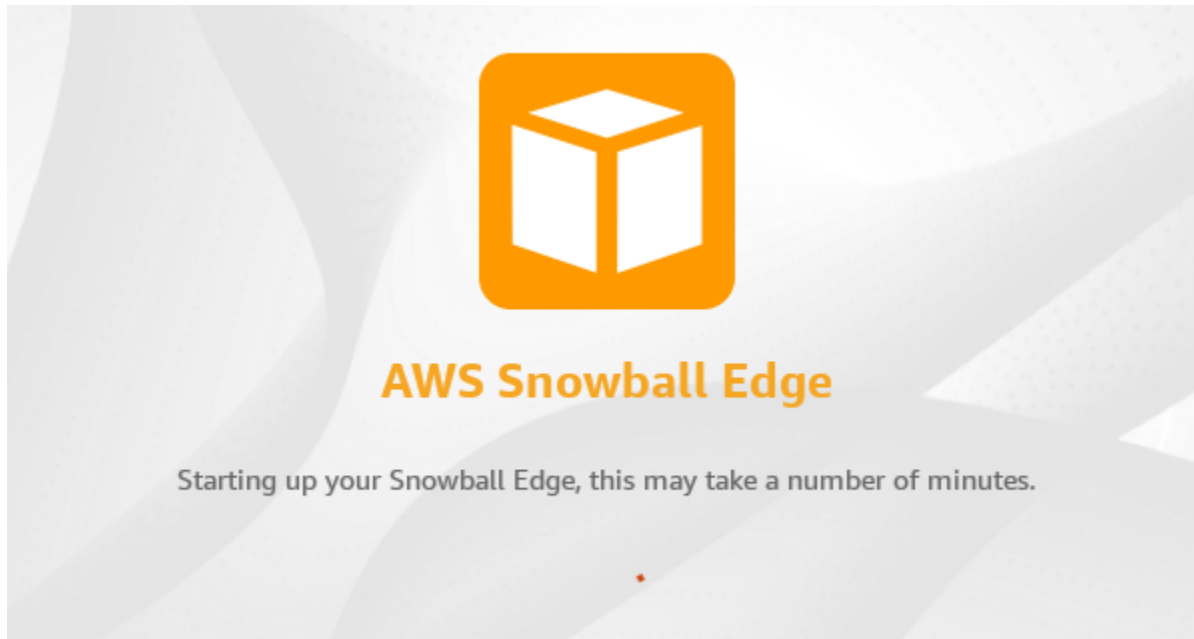 AWS Snowball Edge
Starting up your Snowball Edge, this may take a number of minutes.